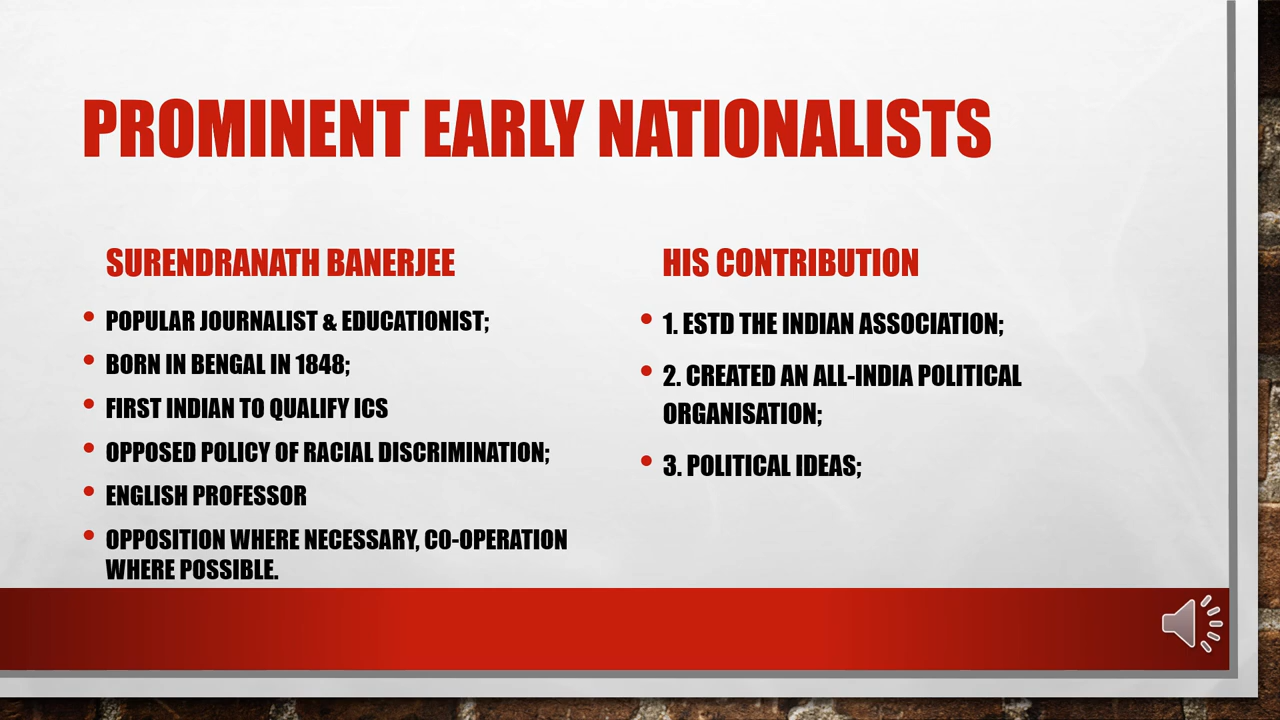 PROMINENT EARLY NATIONALISTS
SURENDRANATH BANERJEE
• POPULAR JOURNALIST & EDUCATIONIST;
• BORN IN BENGAL IN 1848;
• FIRST INDIAN TO QUALIFY ICS
• OPPOSED POLICY OF RACIAL DISCRIMINATION;
• ENGLISH PROFESSOR
• OPPOSITION WHERE NECESSARY, CO-OPERATION
WHERE POSSIBLE.
HIS CONTRIBUTION
• 1. ESTD THE INDIAN ASSOCIATION;
• 2. CREATED AN ALL-INDIA POLITICAL
ORGANISATION;
• 3. POLITICAL IDEAS;